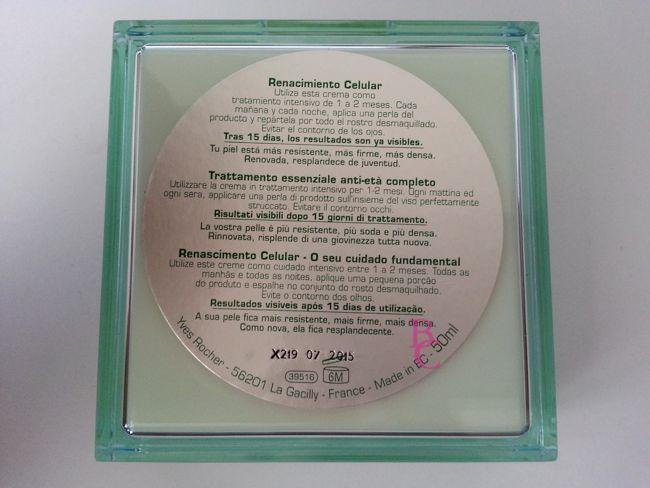 Renacimiento Celular
Utiliza esta crema como
tratamiento intensivo de 1 a 2 meses. Cada
mañana y cada noche, aplica una perla del
producto y repártela por todo el rostro desmaquillado.
Evitar el contorno de los ojos.
Tras 15 días, los resultados son ya visibles.
Tu piel está más resistente, más firme, más densa.
Renovada, resplandece de juventud.
Trattamento essenziale anti-età completo
Utilizzare la crema in trattamento intensivo per 1-2 mesi. Ogni mattina ed
ogni sera, applicare una perla di prodotto sull'insieme del viso perfettamente
struccato. Evitare il contorno occhi.
Risultati visibili dopo 15 giorni di trattamento.
La vostra pelle è più resistente, più soda e più densa.
Rinnovata, risplende di una giovinezza tutta nuova.
Renascimento Celular - O seu cuidado fundamental
Utilize este creme como cuidado intensivo entre 1 a 2 meses. Todas as
manhãs e todas as noites, aplique uma pequena porção
do produto e espalhe no conjunto do rosto desmaquilhado.
Evite o contorno dos olhos.
Resultados visíveis após 15 dias de utilização.
A sua pele fica mais resistente, mais firme, mais densa.
Como nova, ela fica resplandecente.
X219 07 2015
39516 6M
Yves Rocher - 56201 La Gacilly - France - Made in EC - 50ml
BC